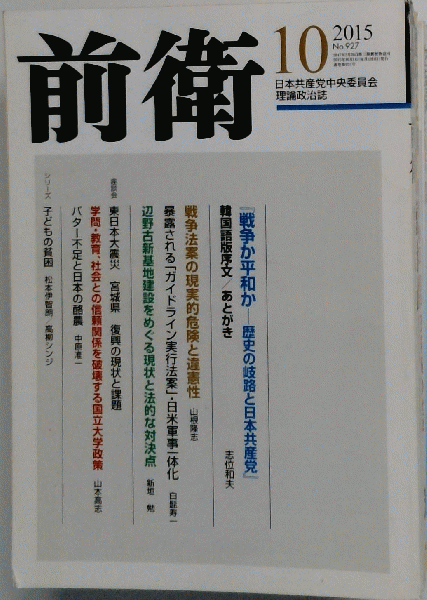 前衛
10
2015
No.927
日本共産党中央委員会
理論政治誌
『戦争か平和か―歴史の岐路と日本共産党』
韓国語版序文/あとがき
志位和夫
戦争法案の現実的危険と違憲性
山根隆志
暴露される「ガイドライン実行法案」・日米軍事一体化
白髭寿一
辺野古新基地建設をめぐる現状と法的な対決点
新垣 勉
座談会
東日本大震災 宮城県 復興の現状と課題
学問・教育、社会との信頼関係を破壊する国立大学政策
山本高志
バター不足と日本の酪農
中原准一
シリーズ
子どもの貧困
松本伊智朗、高柳シンジ